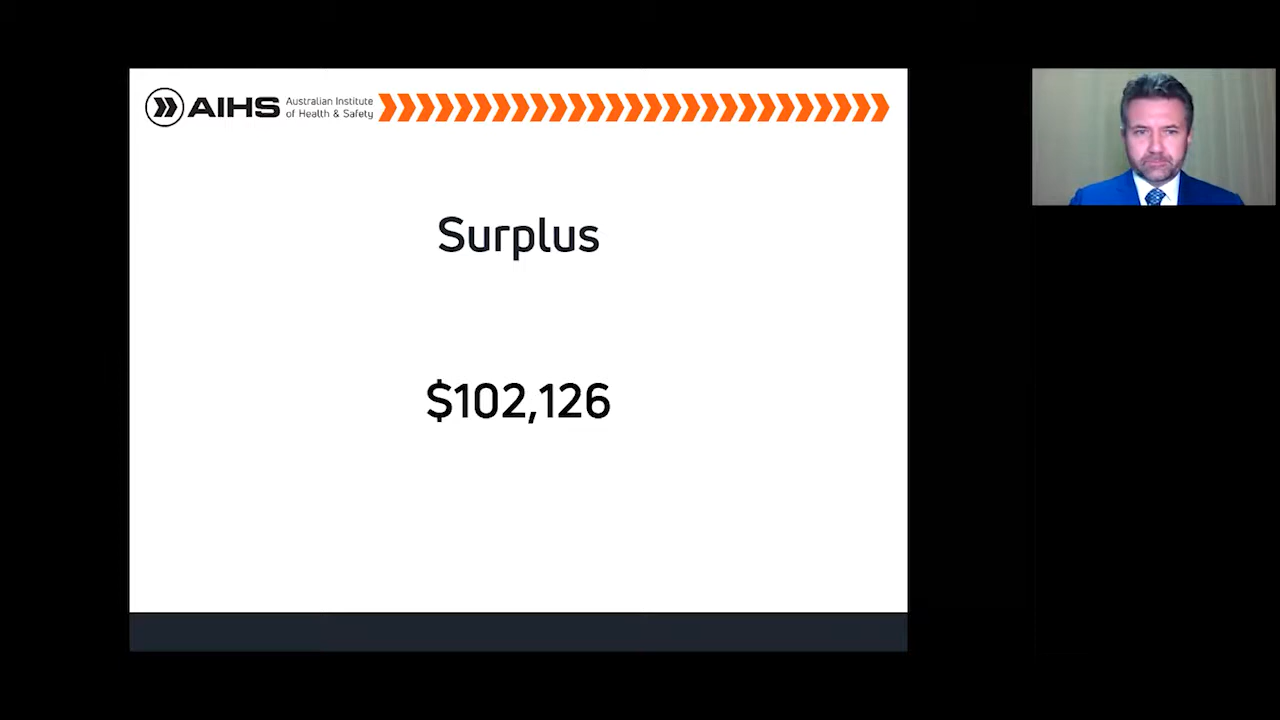 AIHS
Australian Institute
of Health & Safety
Surplus
$102,126